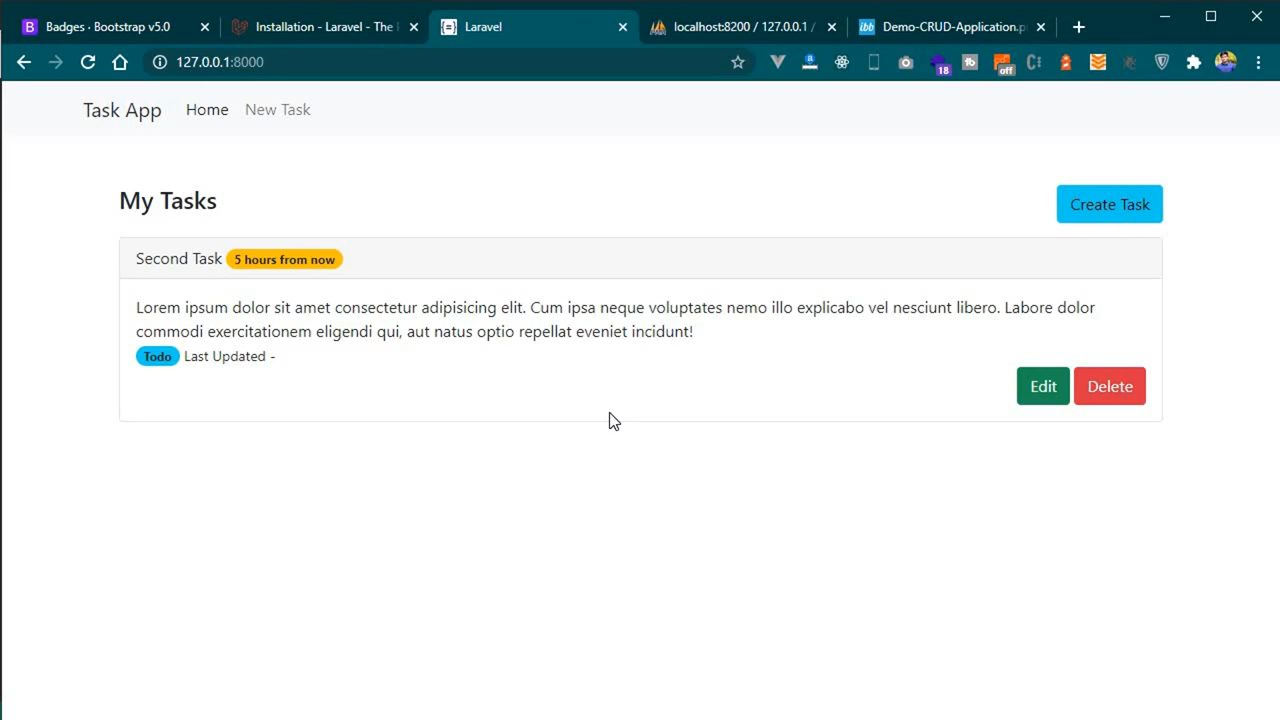 Badges · Bootstrap v5.0
Installation - Laravel - The
Laravel
localhost:8200 / 127.0.0.1 /
Demo-CRUD-Application.p
127.0.0.1:8000
18
off
Task App
Home
New Task
My Tasks
Create Task
Second Task 5 hours from now
Lorem ipsum dolor sit amet consectetur adipisicing elit. Cum ipsa neque voluptates nemo illo explicabo vel nesciunt libero. Labore dolor
commodi exercitationem eligendi qui, aut natus optio repellat eveniet incidunt!
Todo Last Updated -
Edit
Delete